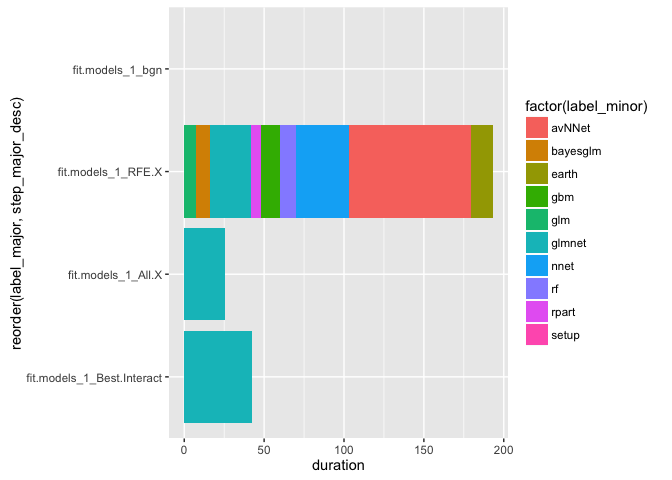 reorder(label_major, step_major_desc)
fit.models_1_bgn
fit.models_1_RFE.X
fit.models_1_All.X
fit.models_1_Best.Interact
0 50 100 150 200
duration
factor(label_minor)
avNNet
bayesglm
earth
gbm
glm
glmnet
nnet
rf
rpart
setup